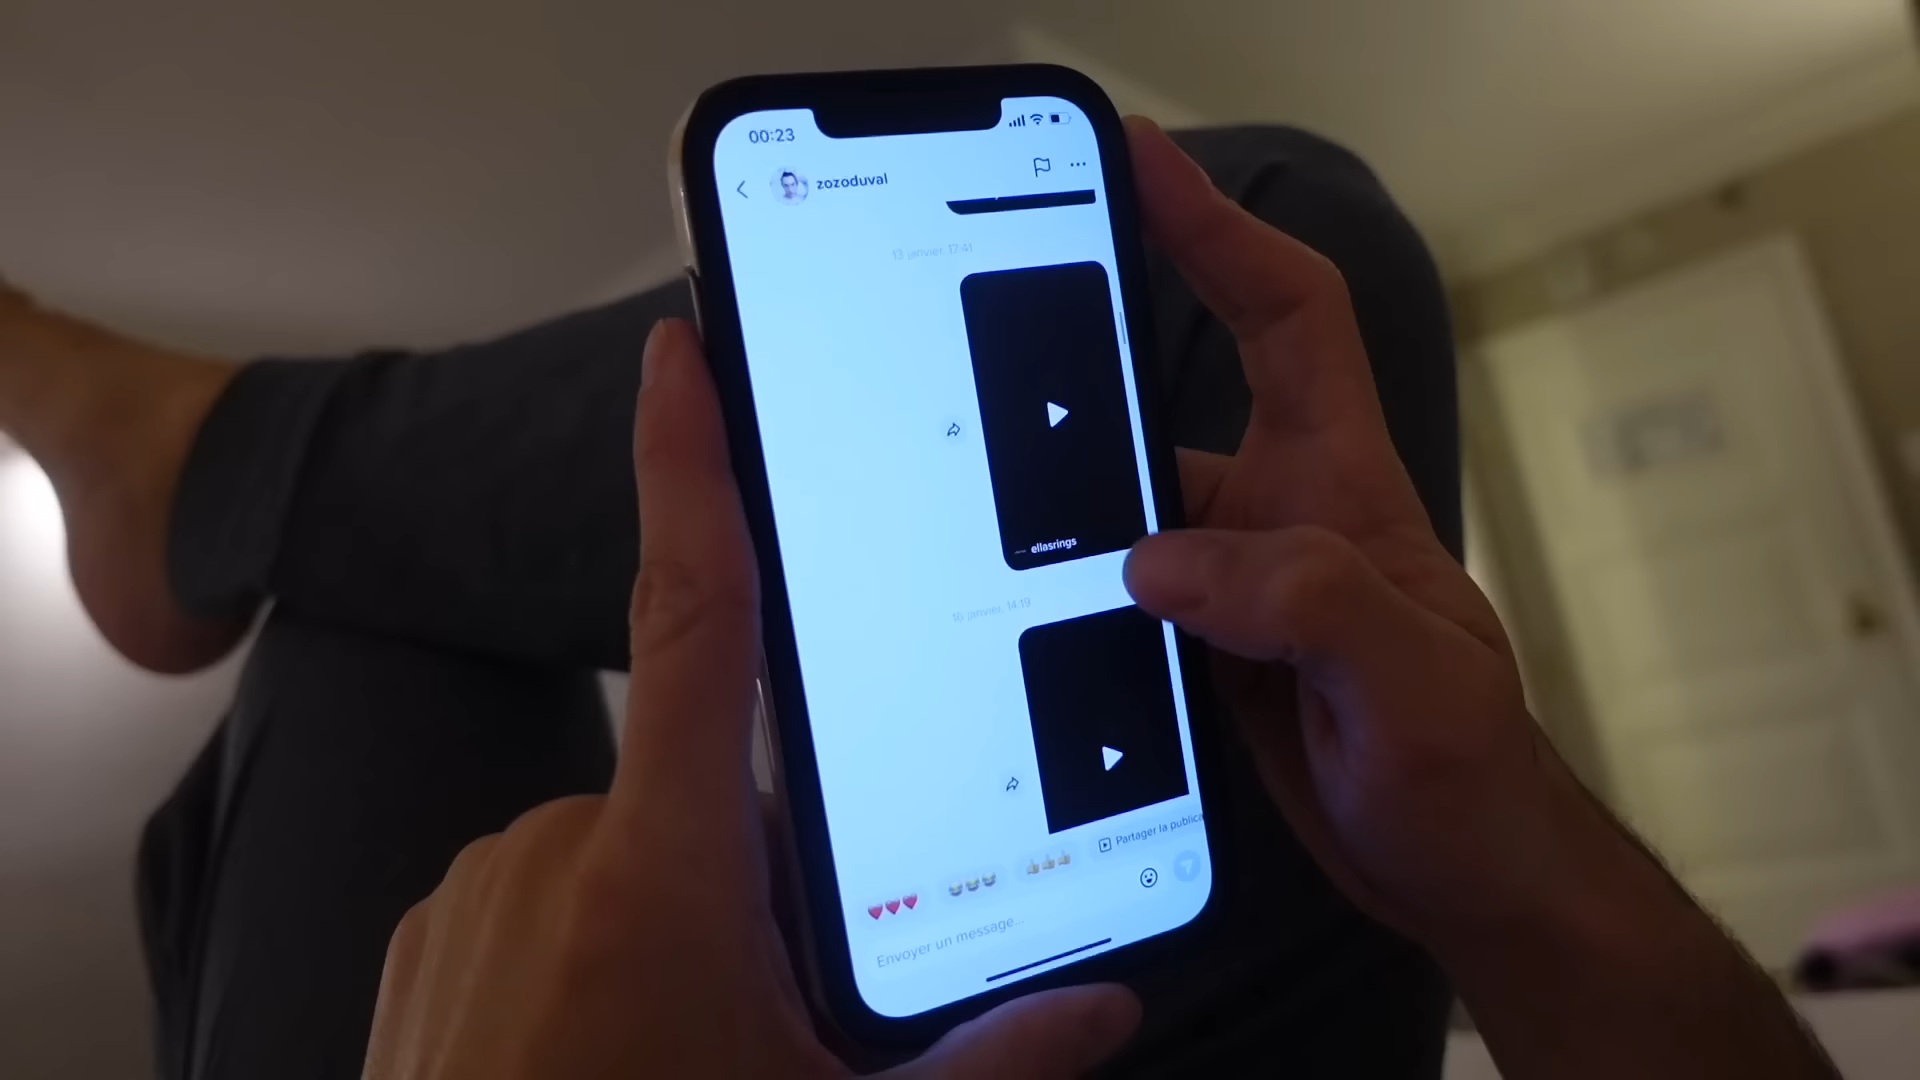 00:23
zozoduval
13 janvier, 17:41
ellasrings
16 janvier, 14:19
Partager la publica
Envoyer un message...